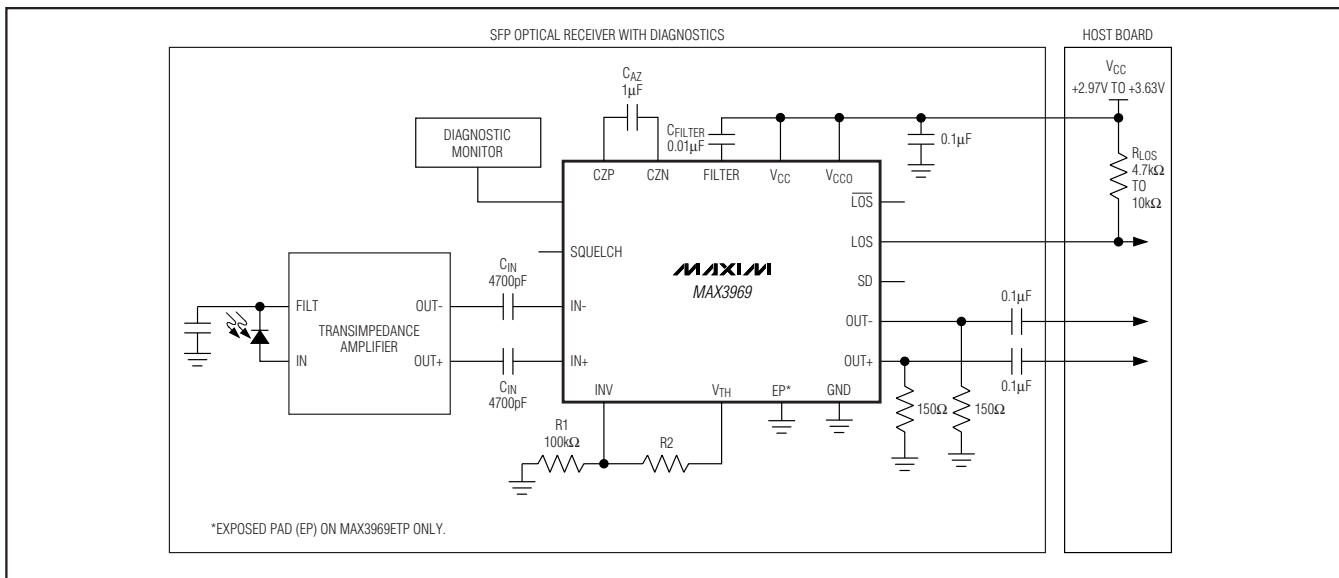 SFP OPTICAL RECEIVER WITH DIAGNOSTICS
HOST BOARD
VCC
+2.97V TO +3.63V
CAZ
1µF
DIAGNOSTIC
MONITOR
CFILTER
0.01µF
0.1µF
RLOS
4.7kΩ
TO
10kΩ
CZP
CZN
FILTER
VCC
VCCO
LOS
LOS
SQUELCH
MAXIM
MAX3969
SD
CIN
4700pF
FILT
OUT-
IN-
OUT-
0.1µF
TRANSIMPEDANCE
AMPLIFIER
IN
OUT+
IN+
OUT+
CIN
4700pF
0.1µF
INV
VTH
EP*
GND
150Ω
150Ω
R1
100kΩ
R2
*EXPOSED PAD (EP) ON MAX3969ETP ONLY.